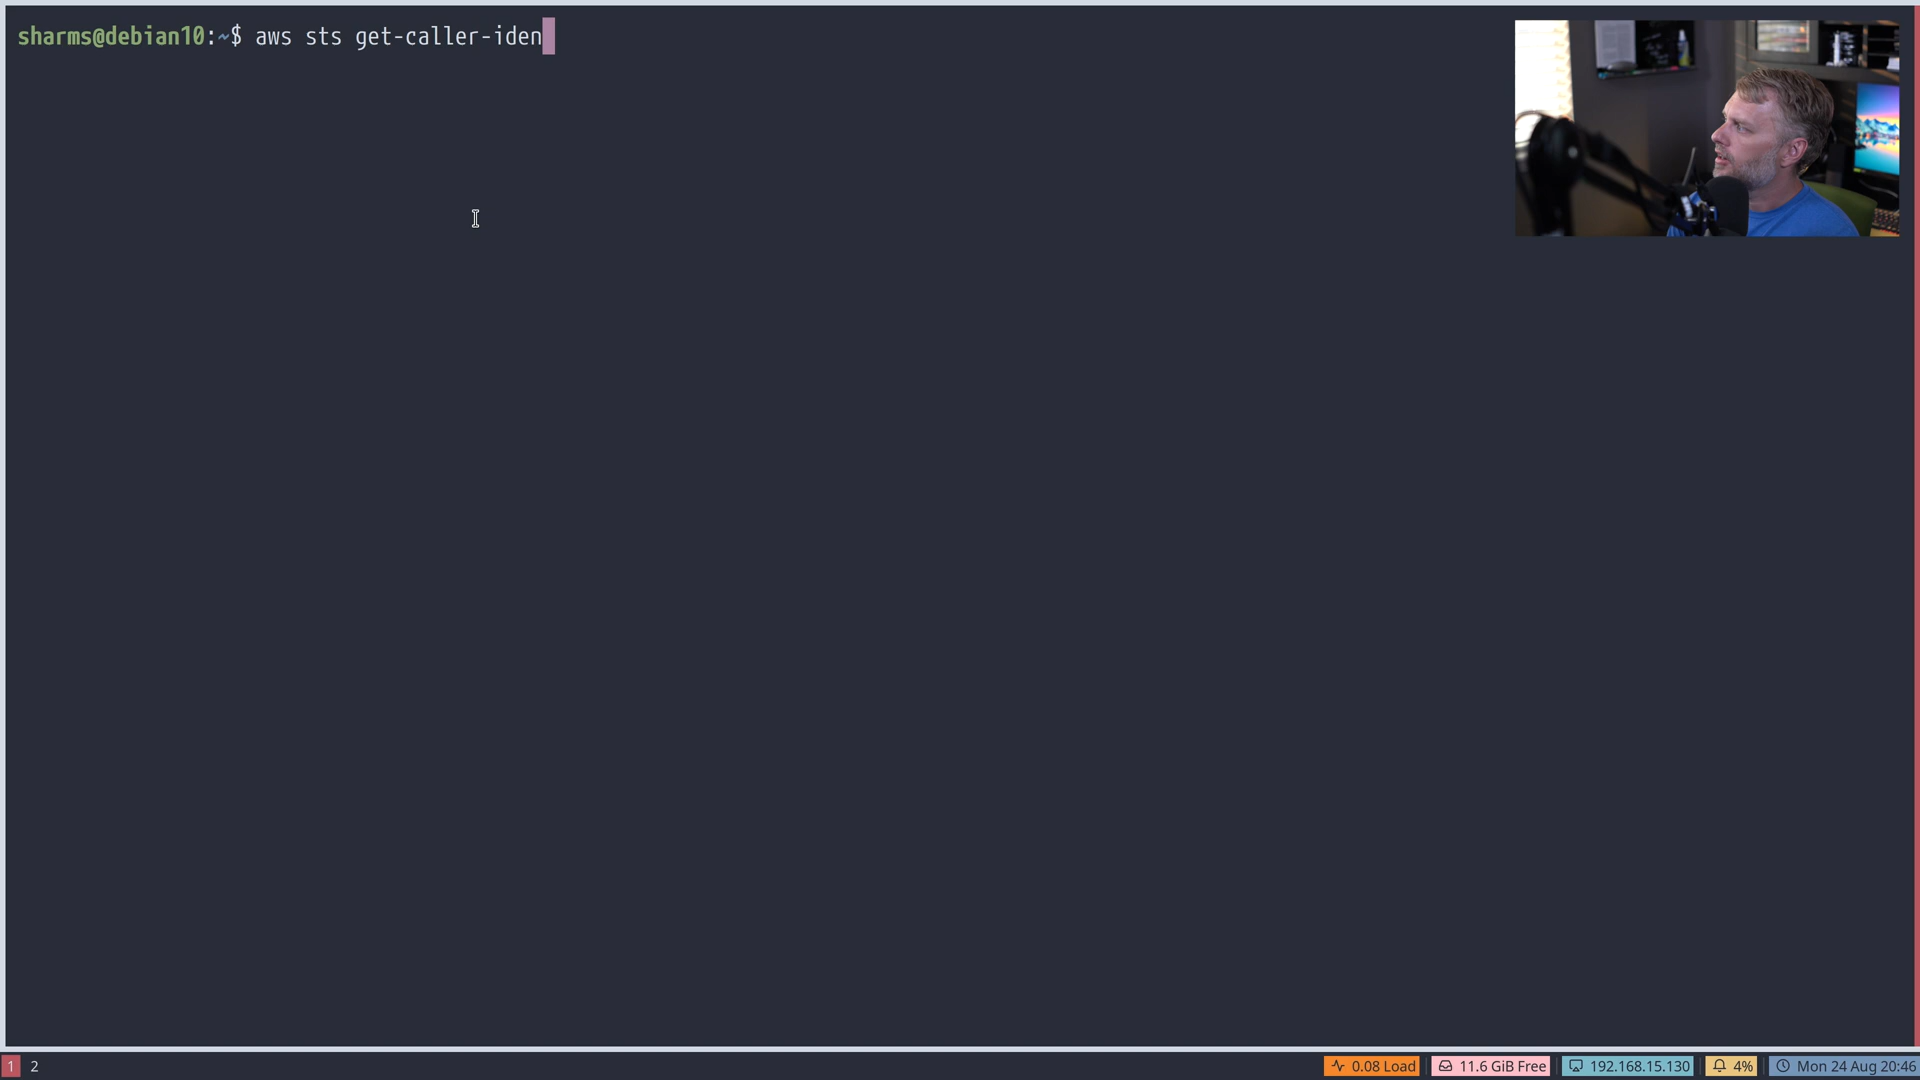 sharms@debian10:~$ aws sts get-caller-iden
1 2 0.08 Load 11.6 GiB Free 192.168.15.130 4% Mon 24 Aug 20:46